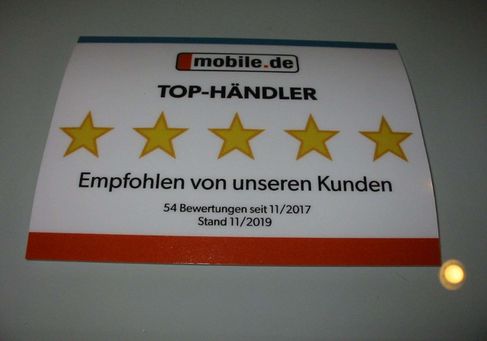 mobile.de
TOP-HÄNDLER
Empfohlen von unseren Kunden
54 Bewertungen seit 11/2017
Stand 11/2019